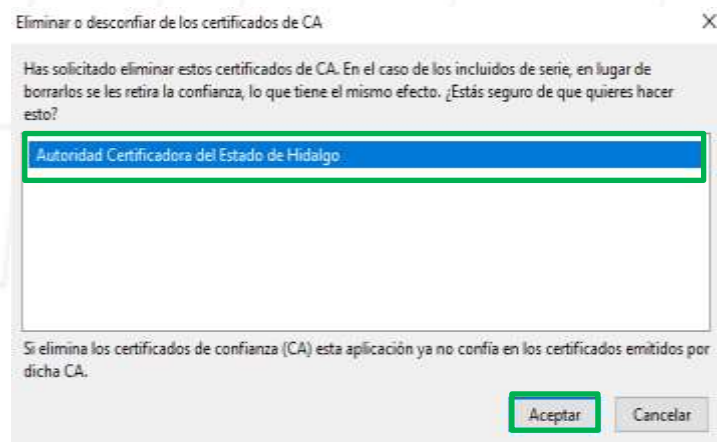 Eliminar o desconfiar de los certificados de CA
Has solicitado eliminar estos certificados de CA. En el caso de los incluidos de serie, en lugar de
borrarlos se les retira la confianza, lo que tiene el mismo efecto. ¿Estás seguro de que quieres hacer
esto?
Autoridad Certificadora del Estado de Hidalgo
Si elimina los certificados de confianza (CA) esta aplicación ya no confía en los certificados emitidos por
dicha CA.
Aceptar Cancelar